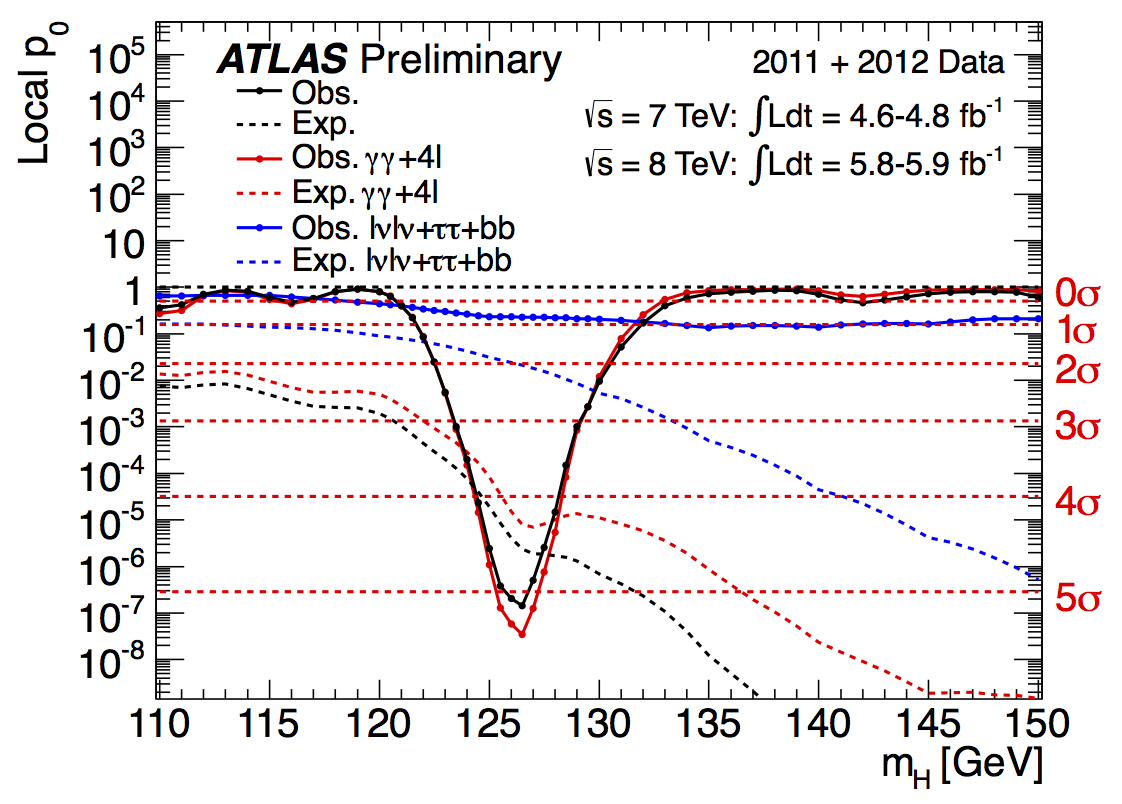 ATLAS Preliminary
2011 + 2012 Data
Obs.
Exp.
Obs. γγ+4l
Exp. γγ+4l
Obs. lνlν+ττ+bb
Exp. lνlν+ττ+bb
√s = 7 TeV: ∫Ldt = 4.6-4.8 fb⁻¹
√s = 8 TeV: ∫Ldt = 5.8-5.9 fb⁻¹
Local p₀
10⁵
10⁴
10³
10²
10
1
10⁻¹
10⁻²
10⁻³
10⁻⁴
10⁻⁵
10⁻⁶
10⁻⁷
10⁻⁸
0σ
1σ
2σ
3σ
4σ
5σ
110 115 120 125 130 135 140 145 150
m_H [GeV]